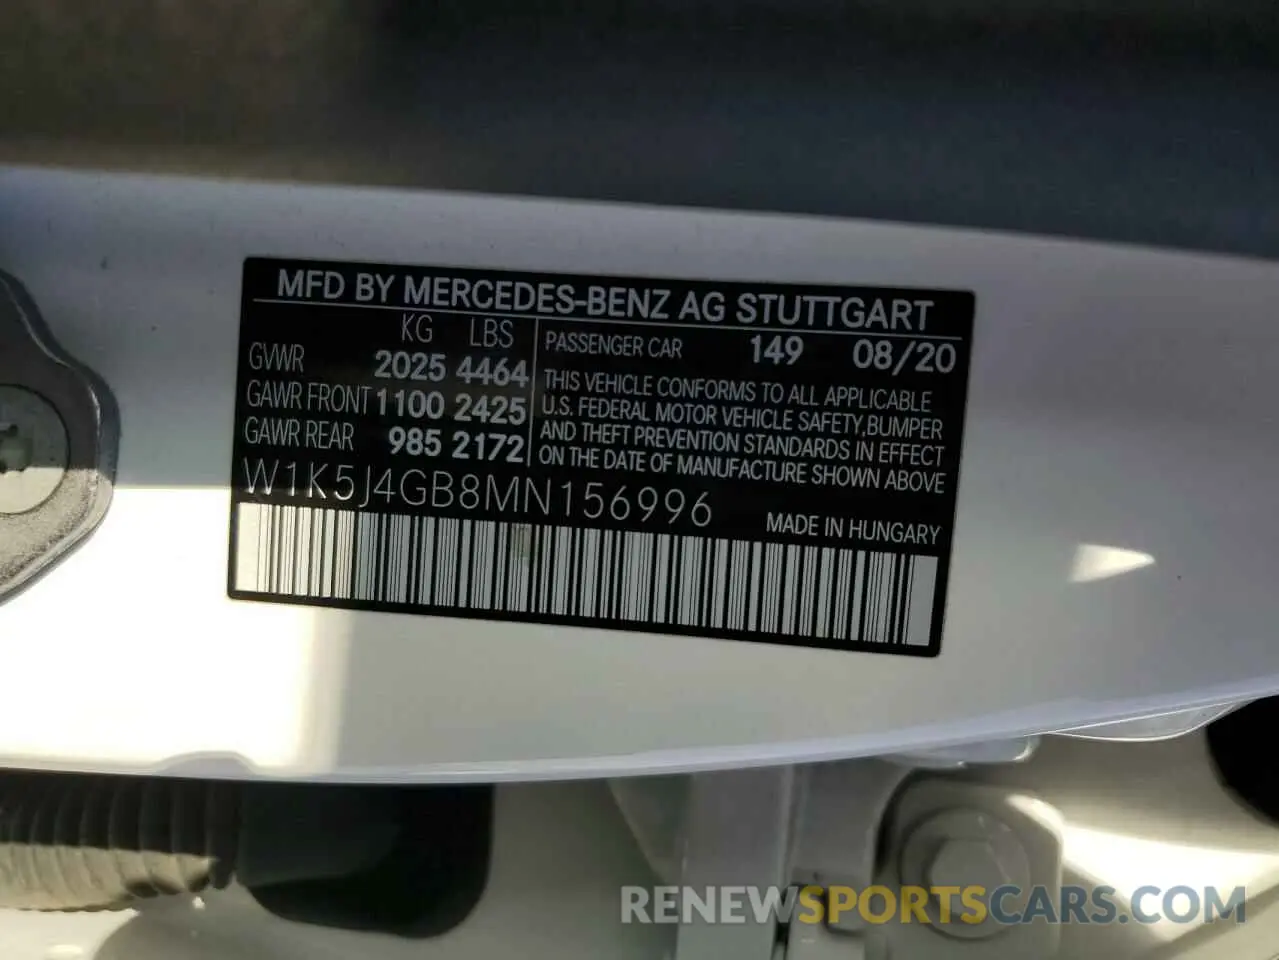 MFD BY MERCEDES-BENZ AG STUTTGART
KG LBS
GVWR 2025 4464
GAWR FRONT 1100 2425
GAWR REAR 985 2172
PASSENGER CAR 149 08/20
THIS VEHICLE CONFORMS TO ALL APPLICABLE
U.S. FEDERAL MOTOR VEHICLE SAFETY, BUMPER
AND THEFT PREVENTION STANDARDS IN EFFECT
ON THE DATE OF MANUFACTURE SHOWN ABOVE
W1K5J4GB8MN156996
MADE IN HUNGARY
RENEWSPORTSCARS.COM